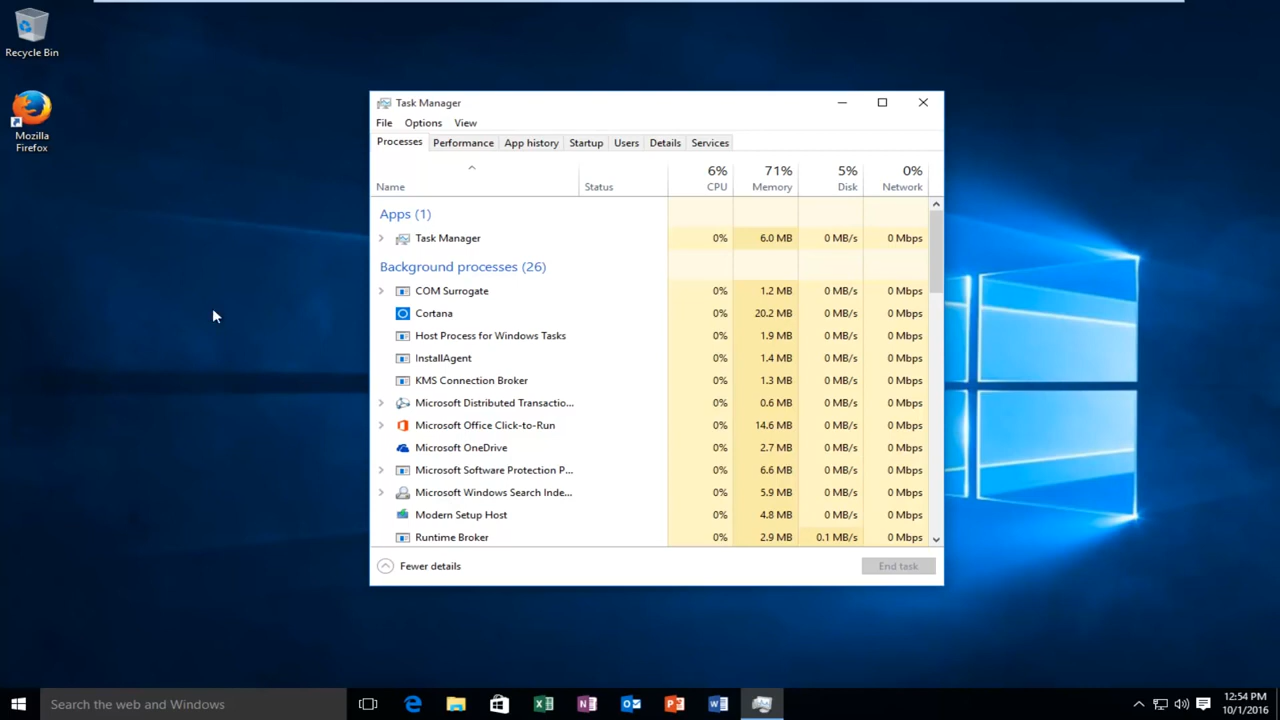 Recycle Bin
Mozilla
Firefox
Task Manager
File Options View
Processes Performance App history Startup Users Details Services
6% 71% 5% 0%
Name Status CPU Memory Disk Network
Apps (1)
Task Manager 0% 6.0 MB 0 MB/s 0 Mbps
Background processes (26)
COM Surrogate 0% 1.2 MB 0 MB/s 0 Mbps
Cortana 0% 20.2 MB 0 MB/s 0 Mbps
Host Process for Windows Tasks 0% 1.9 MB 0 MB/s 0 Mbps
InstallAgent 0% 1.4 MB 0 MB/s 0 Mbps
KMS Connection Broker 0% 1.3 MB 0 MB/s 0 Mbps
Microsoft Distributed Transactio... 0% 0.6 MB 0 MB/s 0 Mbps
Microsoft Office Click-to-Run 0% 14.6 MB 0 MB/s 0 Mbps
Microsoft OneDrive 0% 2.7 MB 0 MB/s 0 Mbps
Microsoft Software Protection P... 0% 6.6 MB 0 MB/s 0 Mbps
Microsoft Windows Search Inde... 0% 5.9 MB 0 MB/s 0 Mbps
Modern Setup Host 0% 4.8 MB 0 MB/s 0 Mbps
Runtime Broker 0% 2.9 MB 0.1 MB/s 0 Mbps
Fewer details End task
Search the web and Windows
12:54 PM
10/1/2016